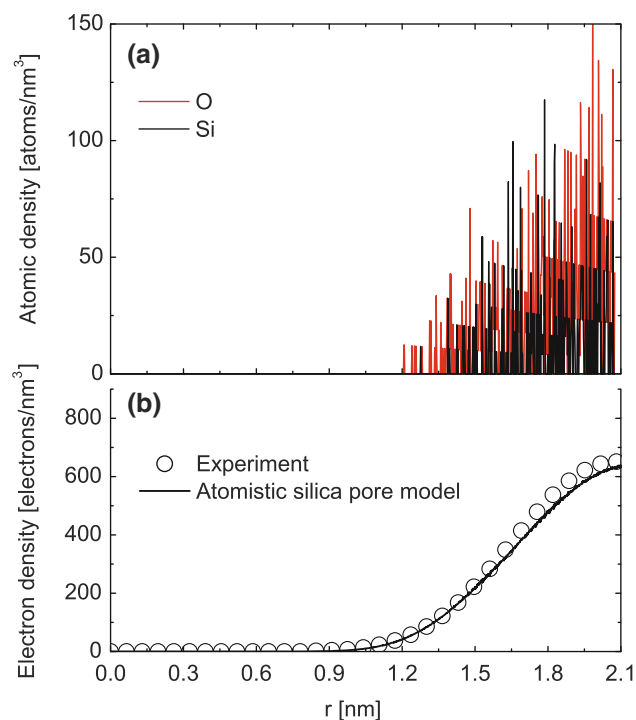 Atomic density [atoms/nm³]
150
100
50
0
(a)
O
Si
Electron density [electrons/nm³]
800
600
400
200
0
(b)
Experiment
Atomistic silica pore model
0.0 0.3 0.6 0.9 1.2 1.5 1.8 2.1
r [nm]